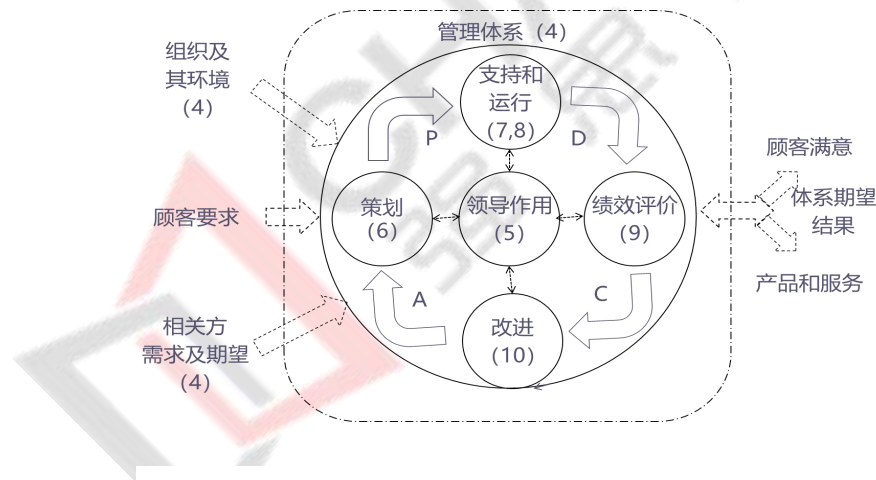 管理体系（4）
组织及
其环境
(4)
支持和
运行
(7,8)
P
D
顾客满意
顾客要求
策划
(6)
领导作用
(5)
绩效评价
(9)
体系期望
结果
A
C
产品和服务
相关方
需求及期望
(4)
改进
(10)